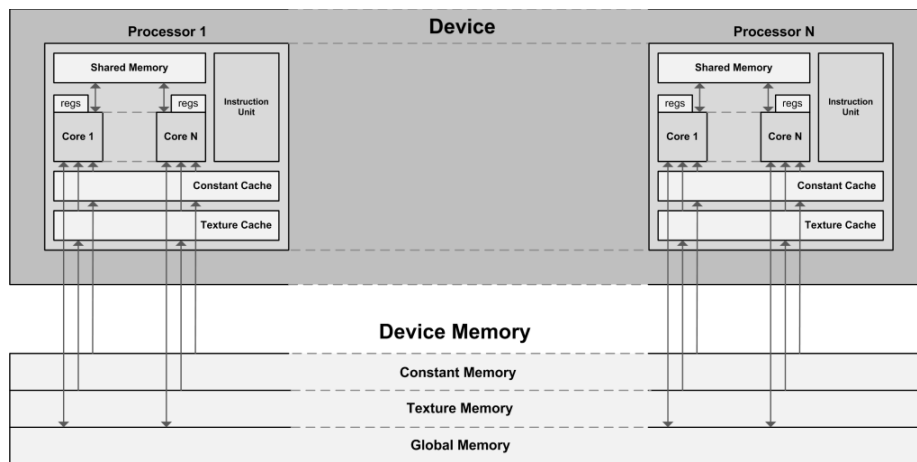 Device
Processor 1
Processor N
Shared Memory
regs
regs
Instruction
Unit
Core 1
Core N
Constant Cache
Texture Cache
Shared Memory
regs
regs
Instruction
Unit
Core 1
Core N
Constant Cache
Texture Cache
Device Memory
Constant Memory
Texture Memory
Global Memory